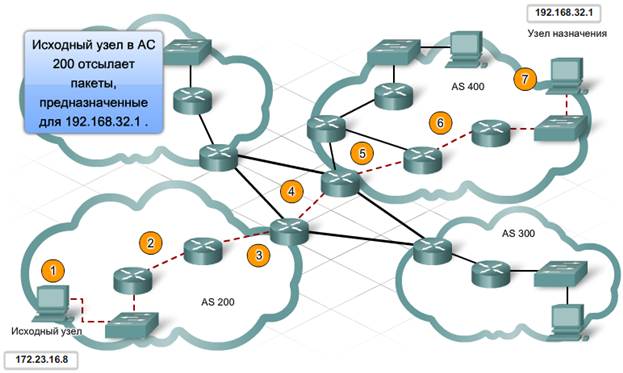 Исходный узел в АС
200 отсылает
пакеты,
предназначенные
для 192.168.32.1 .
192.168.32.1
Узел назначения
7
AS 400
6
5
4
3
2
1
AS 200
AS 300
Исходный узел
172.23.16.8